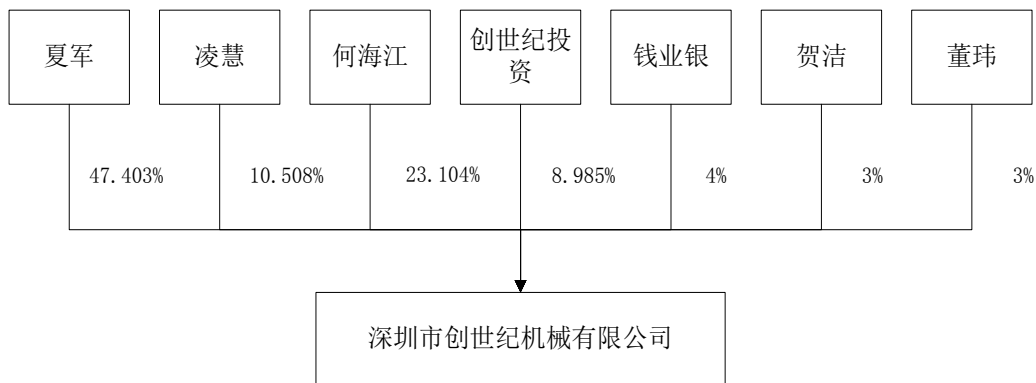 夏军
凌慧
何海江
创世纪投
资
钱业银
贺洁
董玮
47.403%
10.508%
23.104%
8.985%
4%
3%
3%
深圳市创世纪机械有限公司